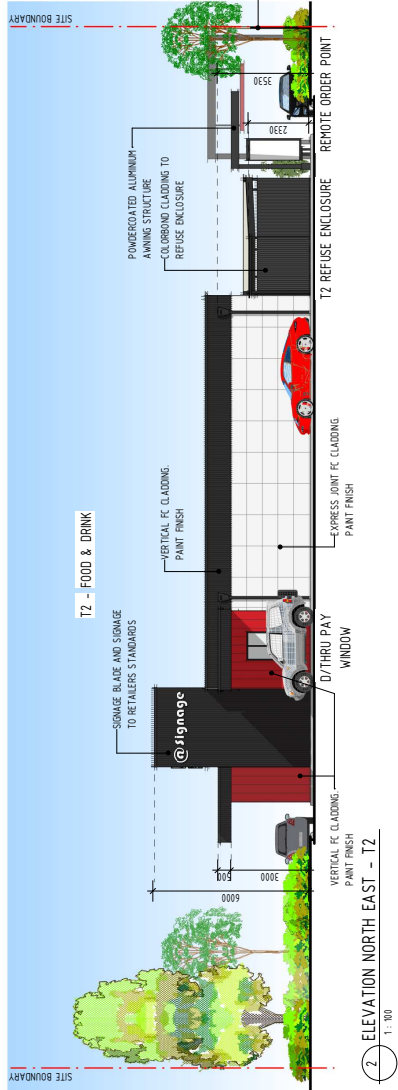 SITE BOUNDARY
T2 - FOOD & DRINK
SIGNAGE BLADE AND SIGNAGE
TO RETAILERS STANDARDS
VERTICAL FC CLADDING.
PAINT FINISH
POWDERCOATED ALUMINIUM
AWNING STRUCTURE
COLORBOND CLADDING TO
REFUSE ENCLOSURE
SITE BOUNDARY
@Signage
6000
500
3000
2330
3530
VERTICAL FC CLADDING.
PAINT FINISH
D/THRU PAY
WINDOW
EXPRESS JOINT FC CLADDING.
PAINT FINISH
T2 REFUSE ENCLOSURE
REMOTE ORDER POINT
2
ELEVATION NORTH EAST - T2
1 : 100